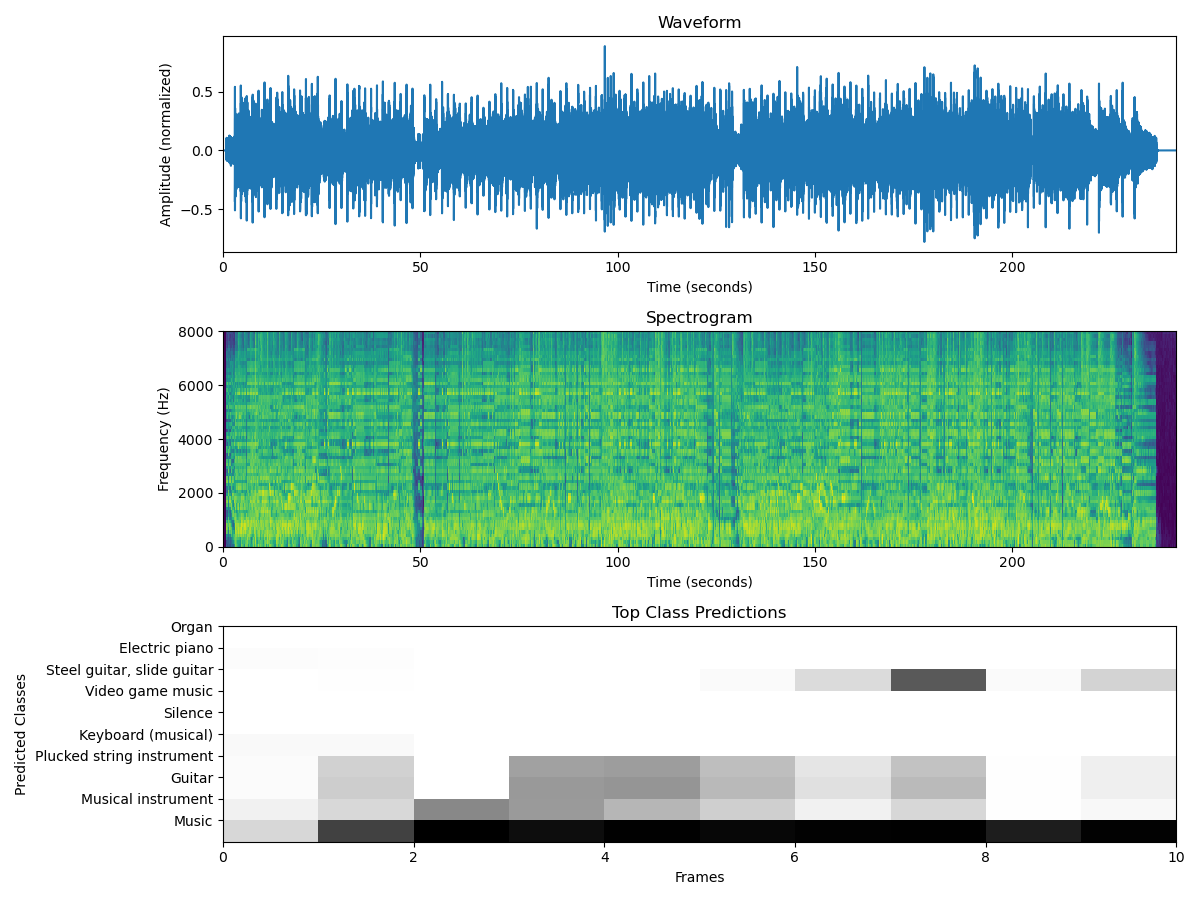 Waveform
Amplitude (normalized)
0.5
0.0
−0.5
0 50 100 150 200
Time (seconds)
Spectrogram
Frequency (Hz)
8000
6000
4000
2000
0
0 50 100 150 200
Time (seconds)
Top Class Predictions
Predicted Classes
Organ
Electric piano
Steel guitar, slide guitar
Video game music
Silence
Keyboard (musical)
Plucked string instrument
Guitar
Musical instrument
Music
0 2 4 6 8 10
Frames